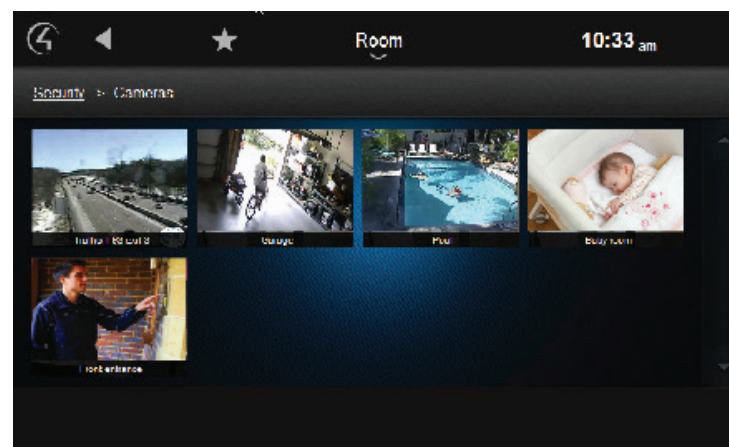 Room
10:33 am
Security > Cameras
Garage
Pool
Baby room
Front entrance